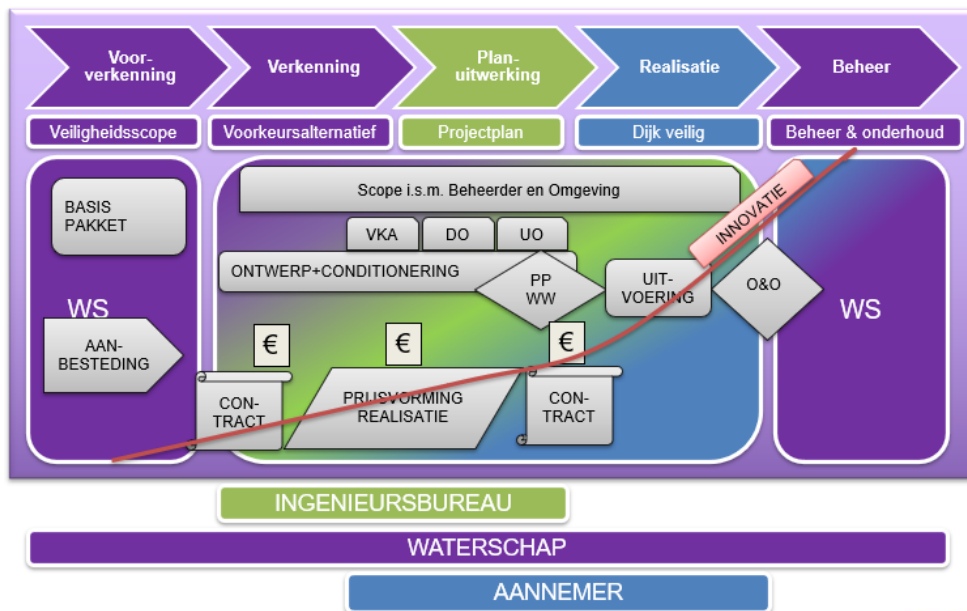 Voor-
verkenning
Verkenning
Plan-
uitwerking
Realisatie
Beheer
Veiligheidsscope
Voorkeursalternatief
Projectplan
Dijk veilig
Beheer & onderhoud
Scope i.s.m. Beheerder en Omgeving
BASIS
PAKKET
INNOVATIE
VKA
DO
UO
ONTWERP+CONDITIONERING
PP
WW
UIT-
VOERING
O&O
WS
WS
AAN-
BESTEDING
€
€
€
CON-
TRACT
PRIJSVORMING
REALISATIE
CON-
TRACT
INGENIEURSBUREAU
WATERSCHAP
AANNEMER